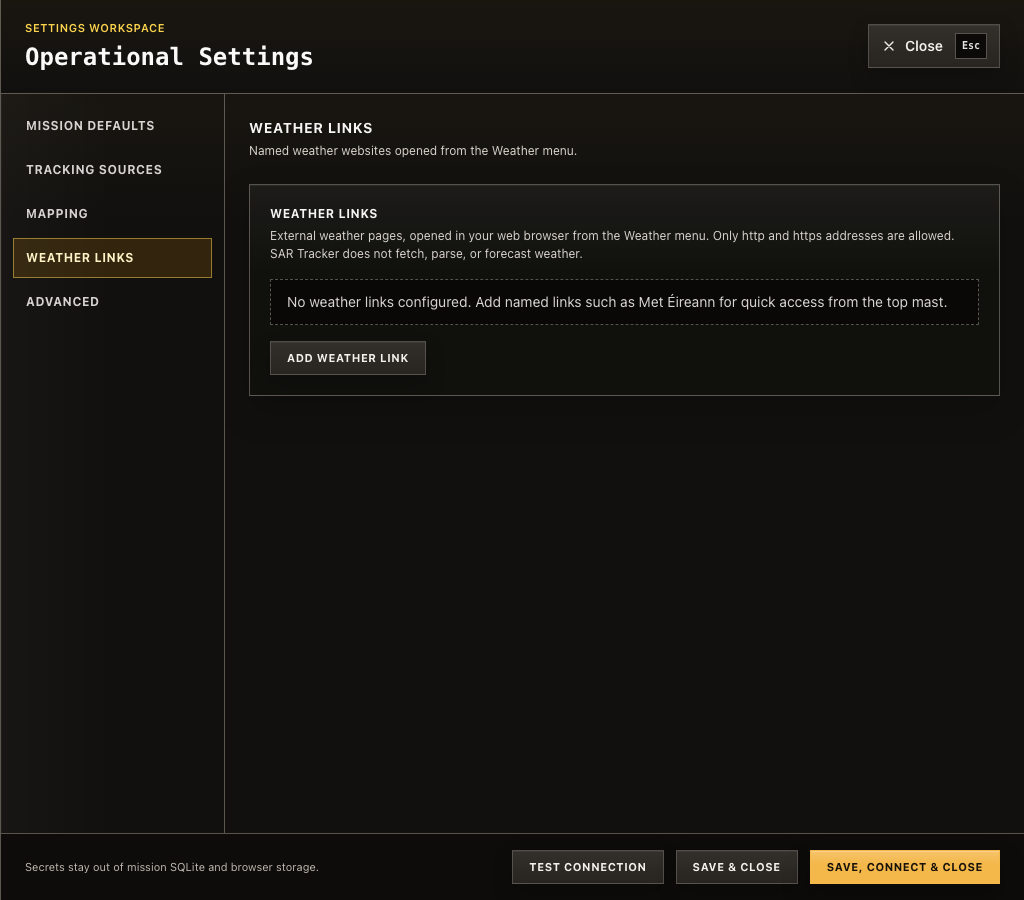 SETTINGS WORKSPACE
Operational Settings
Close Esc
MISSION DEFAULTS
TRACKING SOURCES
MAPPING
WEATHER LINKS
ADVANCED
WEATHER LINKS
Named weather websites opened from the Weather menu.
WEATHER LINKS
External weather pages, opened in your web browser from the Weather menu. Only http and https addresses are allowed.
SAR Tracker does not fetch, parse, or forecast weather.
No weather links configured. Add named links such as Met Éireann for quick access from the top mast.
ADD WEATHER LINK
Secrets stay out of mission SQLite and browser storage.
TEST CONNECTION
SAVE & CLOSE
SAVE, CONNECT & CLOSE